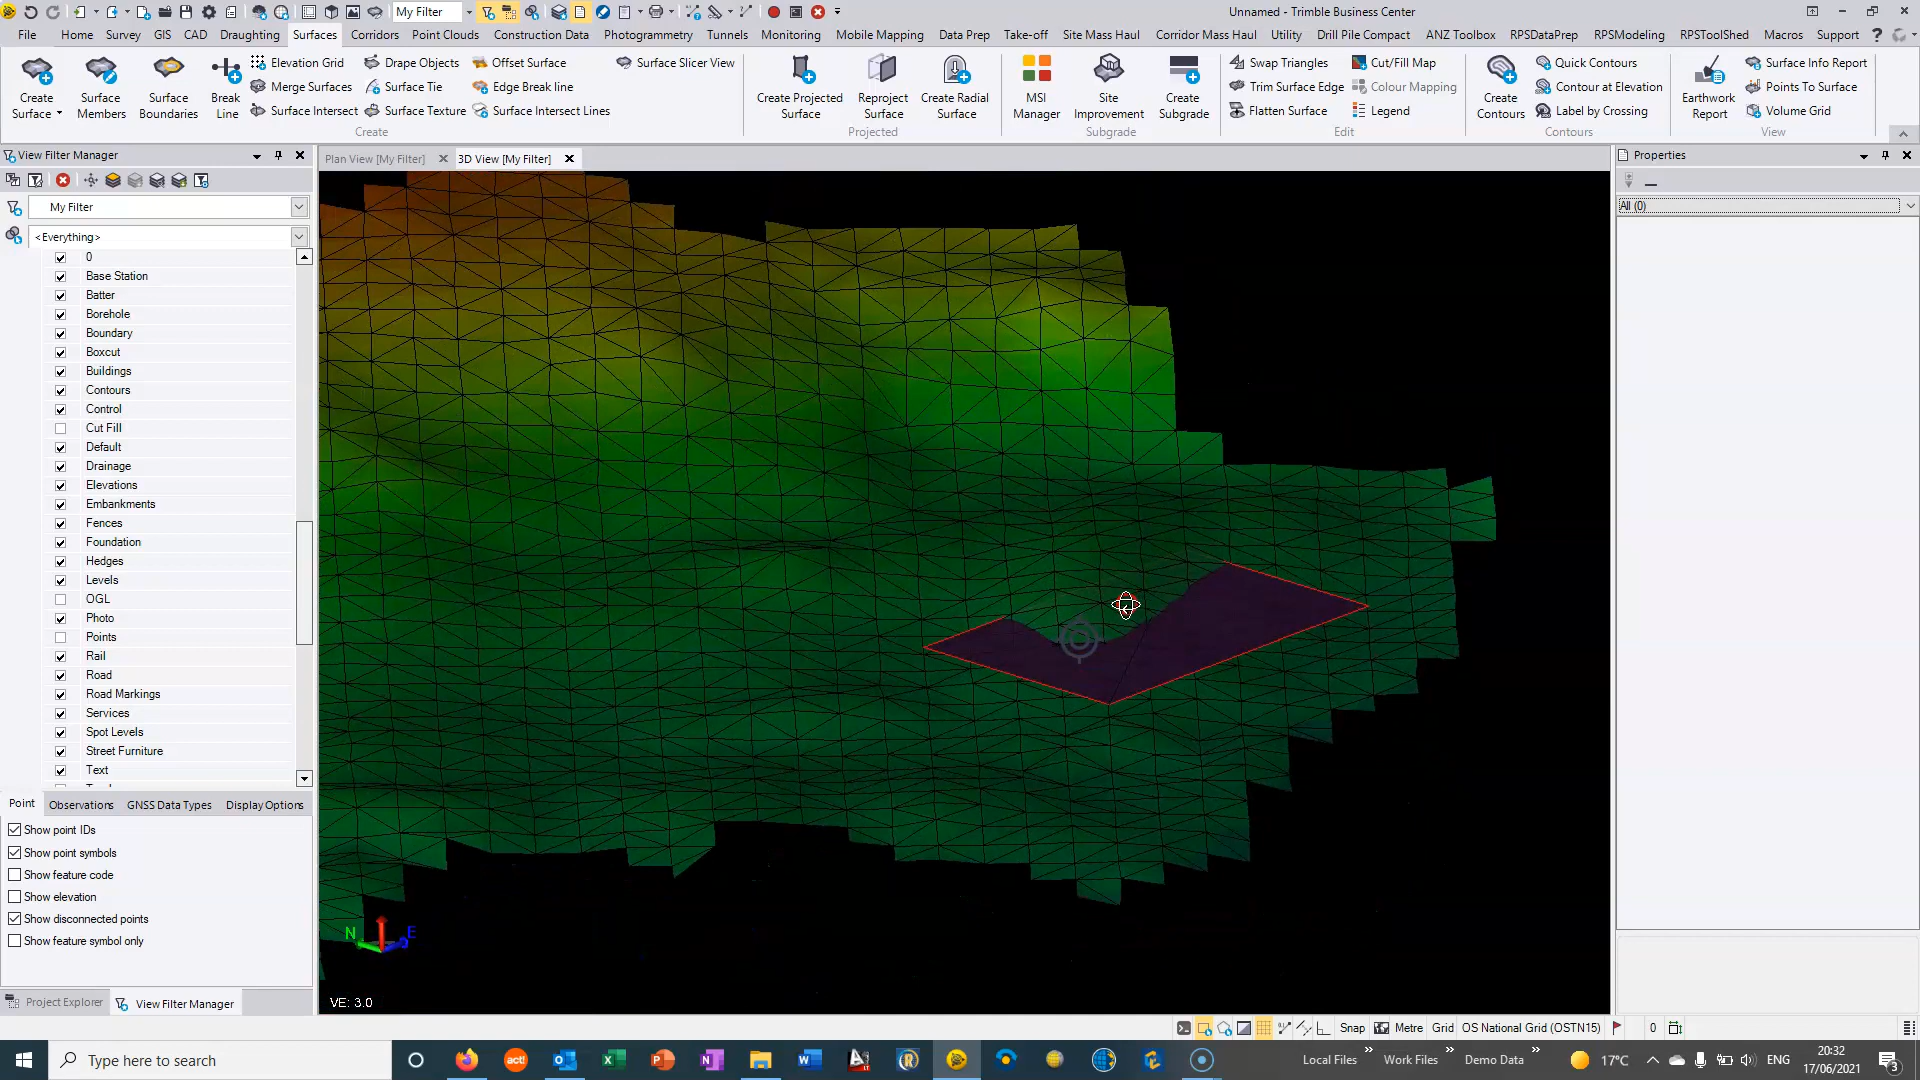 My Filter
Unnamed - Trimble Business Center
File Home Survey GIS CAD Draughting Surfaces Corridors Point Clouds Construction Data Photogrammetry Tunnels Monitoring Mobile Mapping Data Prep Take-off Site Mass Haul Corridor Mass Haul Utility Drill Pile Compact ANZ Toolbox RPSDataPrep RPSModeling RPSToolShed Macros Support
Create Surface
Surface Members
Surface Boundaries
Break Line
Elevation Grid
Merge Surfaces
Surface Intersect
Drape Objects
Surface Tie
Surface Texture
Offset Surface
Edge Break line
Surface Intersect Lines
Surface Slicer View
Create
Create Projected Surface
Reproject Surface
Create Radial Surface
Projected
MSI Manager
Site Improvement
Create Subgrade
Subgrade
Swap Triangles
Trim Surface Edge
Flatten Surface
Cut/Fill Map
Colour Mapping
Legend
Edit
Create Contours
Quick Contours
Contour at Elevation
Label by Crossing
Contours
Earthwork Report
Surface Info Report
Points To Surface
Volume Grid
View
View Filter Manager
My Filter
<Everything>
0
Base Station
Batter
Borehole
Boundary
Boxcut
Buildings
Contours
Control
Cut Fill
Default
Drainage
Elevations
Embankments
Fences
Foundation
Hedges
Levels
OGL
Photo
Points
Rail
Road
Road Markings
Services
Spot Levels
Street Furniture
Text
Point Observations GNSS Data Types Display Options
Show point IDs
Show point symbols
Show feature code
Show elevation
Show disconnected points
Show feature symbol only
Project Explorer View Filter Manager
Plan View [My Filter] 3D View [My Filter]
N E
VE: 3.0
Properties
All (0)
Snap Metre Grid OS National Grid (OSTN15) 0
Type here to search
act!
Local Files Work Files Demo Data 17°C ENG
20:32
17/06/2021
3